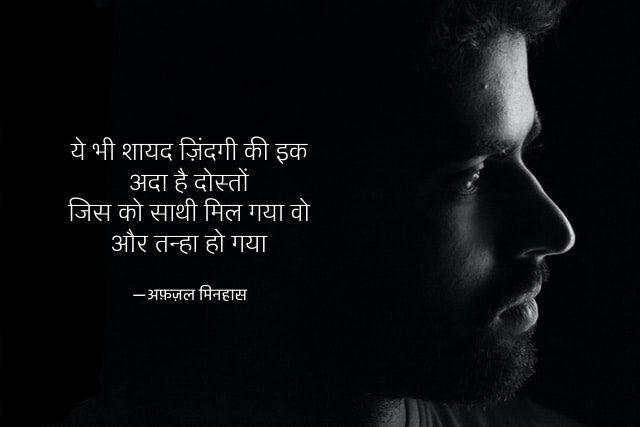 ये भी शायद ज़िंदगी की इक
अदा है दोस्तों
जिस को साथी मिल गया वो
और तन्हा हो गया
—अफ़ज़ल मिनहास